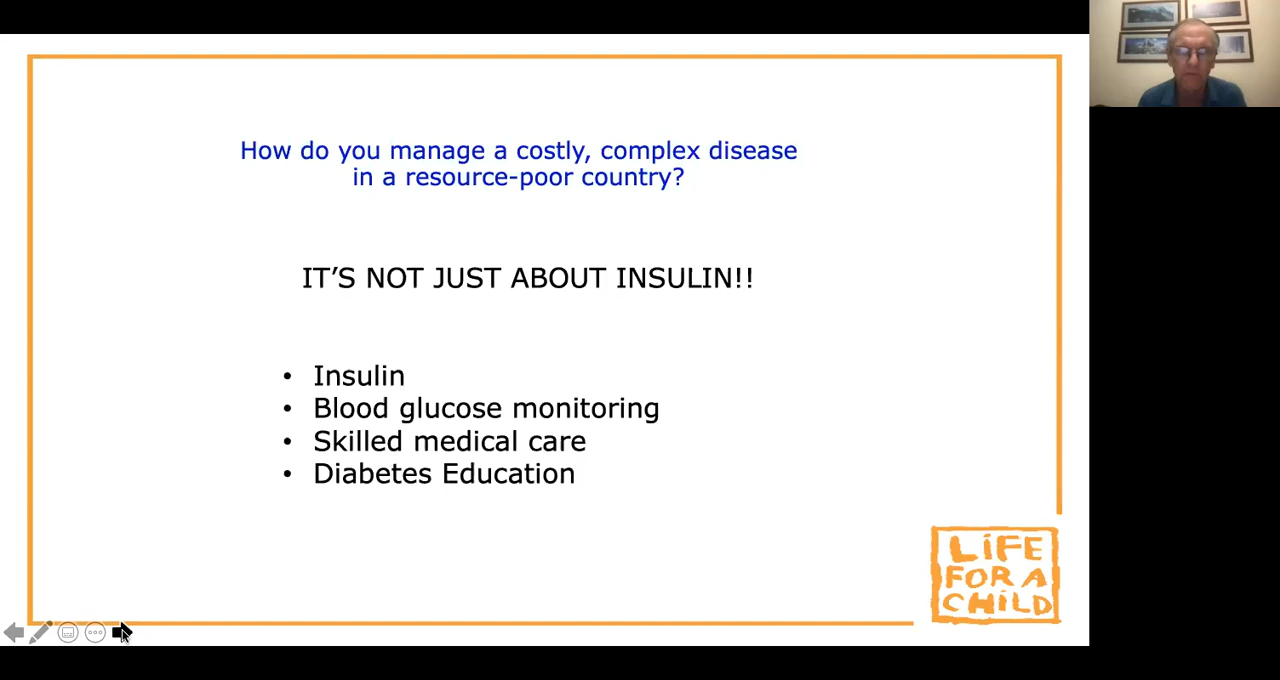 How do you manage a costly, complex disease
in a resource-poor country?
IT’S NOT JUST ABOUT INSULIN!!
• Insulin
• Blood glucose monitoring
• Skilled medical care
• Diabetes Education
LiFE
FOR A
CHiLD